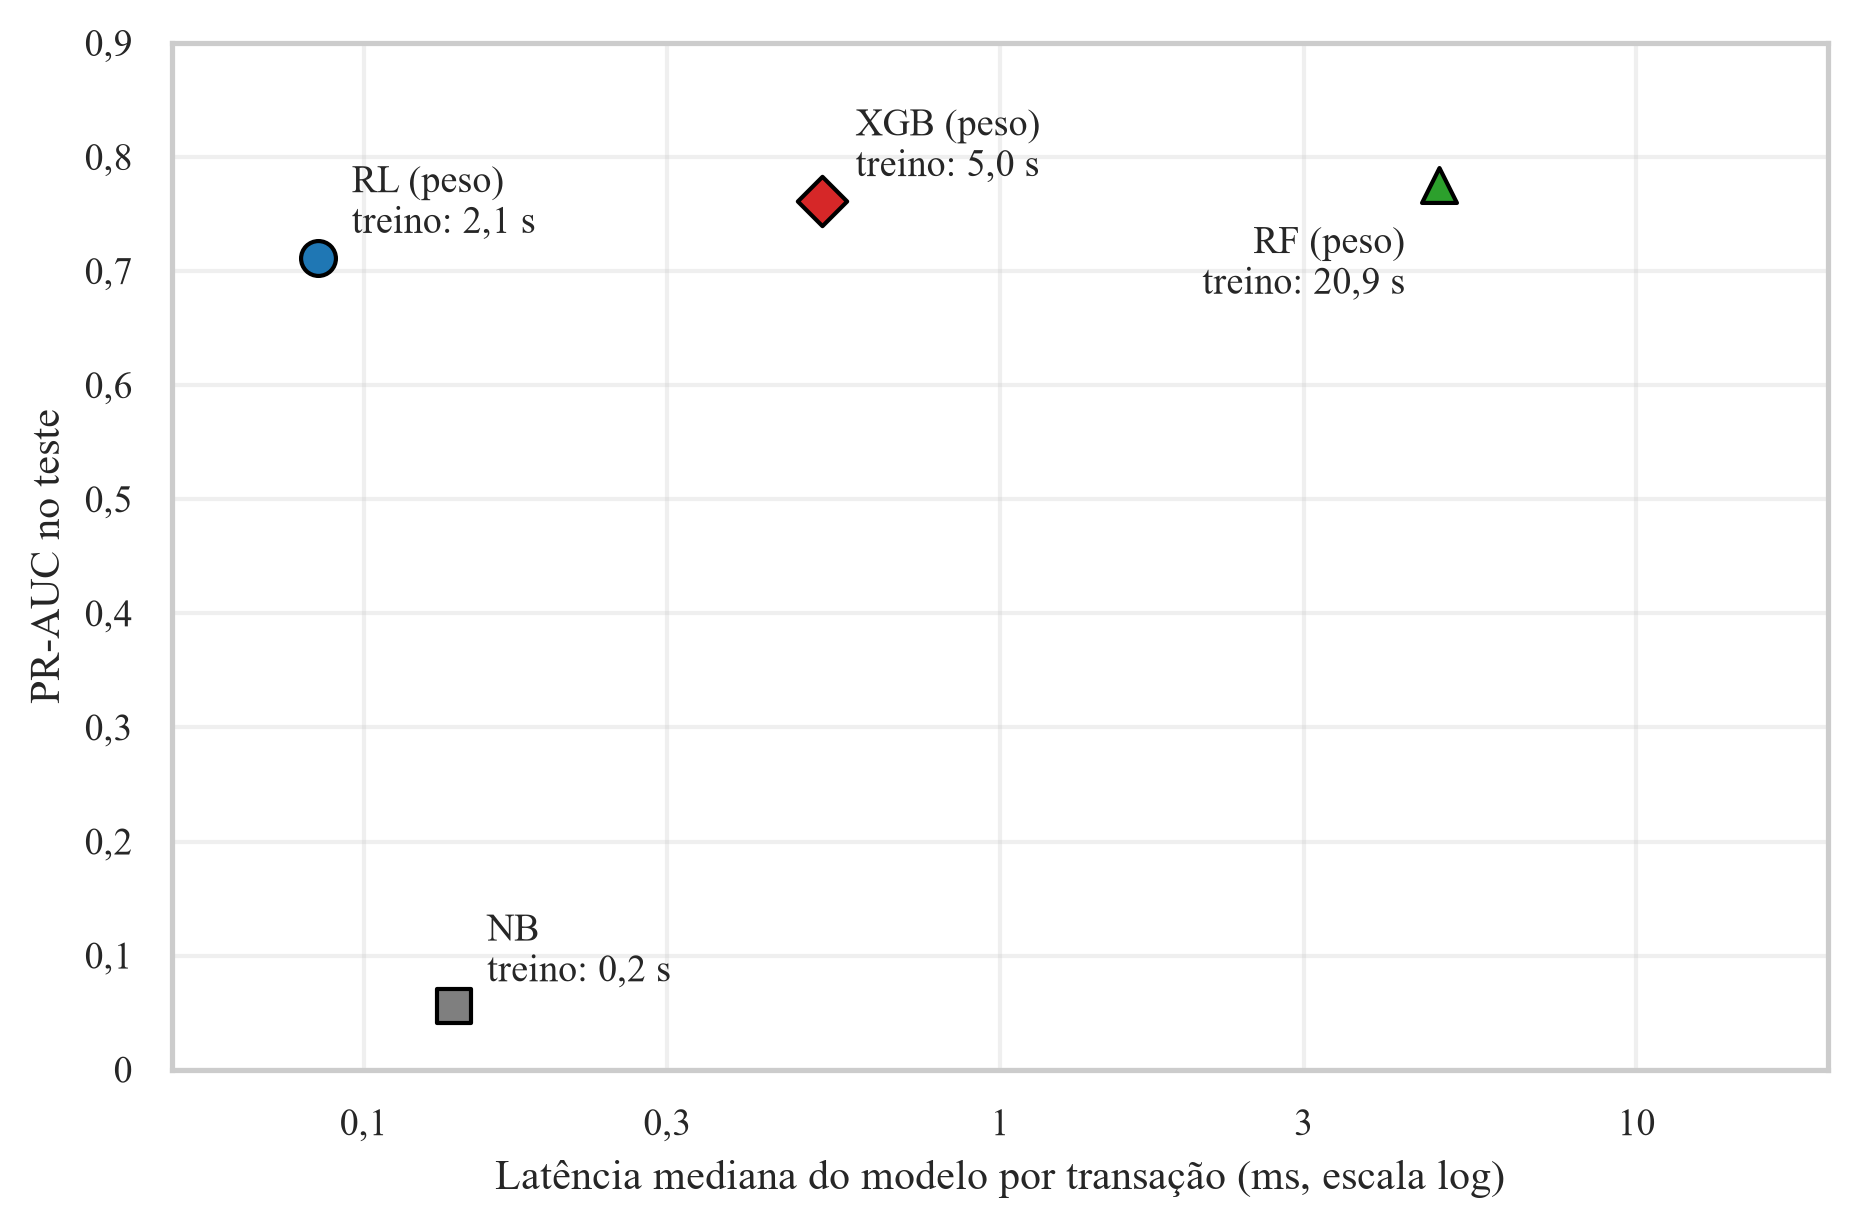 0,9
0,8
0,7
0,6
0,5
0,4
0,3
0,2
0,1
0
PR-AUC no teste
XGB (peso)
treino: 5,0 s
RL (peso)
treino: 2,1 s
RF (peso)
treino: 20,9 s
NB
treino: 0,2 s
0,1
0,3
1
3
10
Latência mediana do modelo por transação (ms, escala log)